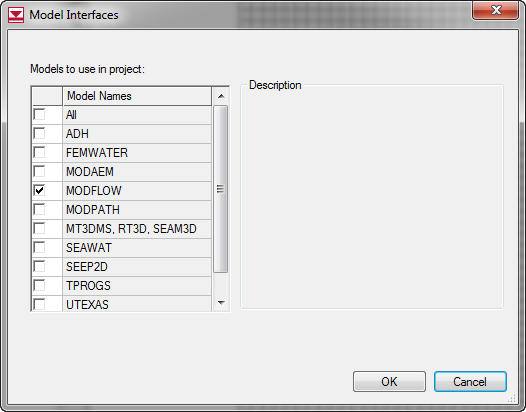 Model Interfaces
Models to use in project:
Model Names
All
ADH
FEMWATER
MODAEM
MODFLOW
MODPATH
MT3DMS, RT3D, SEAM3D
SEAWAT
SEEP2D
TPROGS
UTEXAS
Description
OK
Cancel